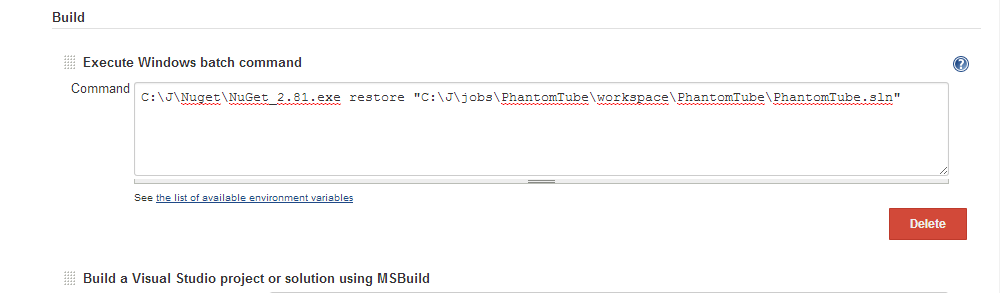 Build
Execute Windows batch command
?
Command
C:\J\Nuget\NuGet_2.81.exe restore "C:\J\jobs\PhantomTube\workspace\PhantomTube\PhantomTube.sln"
See the list of available environment variables
Delete
Build a Visual Studio project or solution using MSBuild